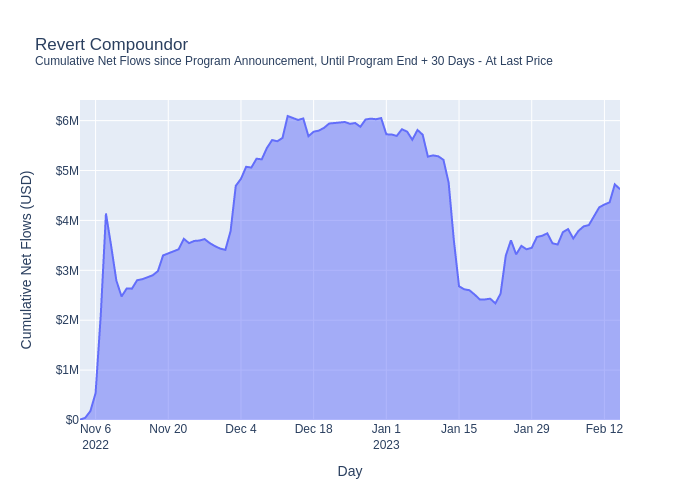 Revert Compoundor
Cumulative Net Flows since Program Announcement, Until Program End + 30 Days - At Last Price
Cumulative Net Flows (USD)
$6M
$5M
$4M
$3M
$2M
$1M
$0
Nov 6 Nov 20 Dec 4 Dec 18 Jan 1 Jan 15 Jan 29 Feb 12
2022 2023
Day